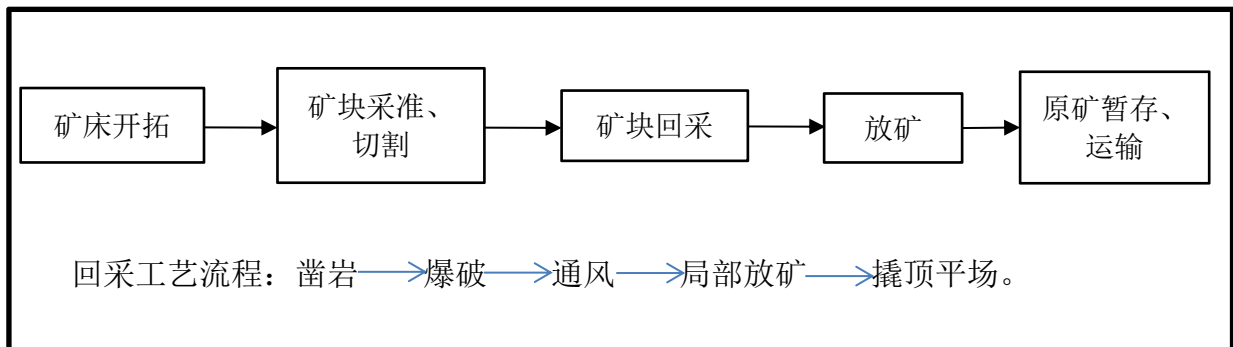 矿床开拓
矿块采准、
切割
矿块回采
放矿
原矿暂存、
运输
回采工艺流程：凿岩 爆破 通风 局部放矿 撬顶平场。